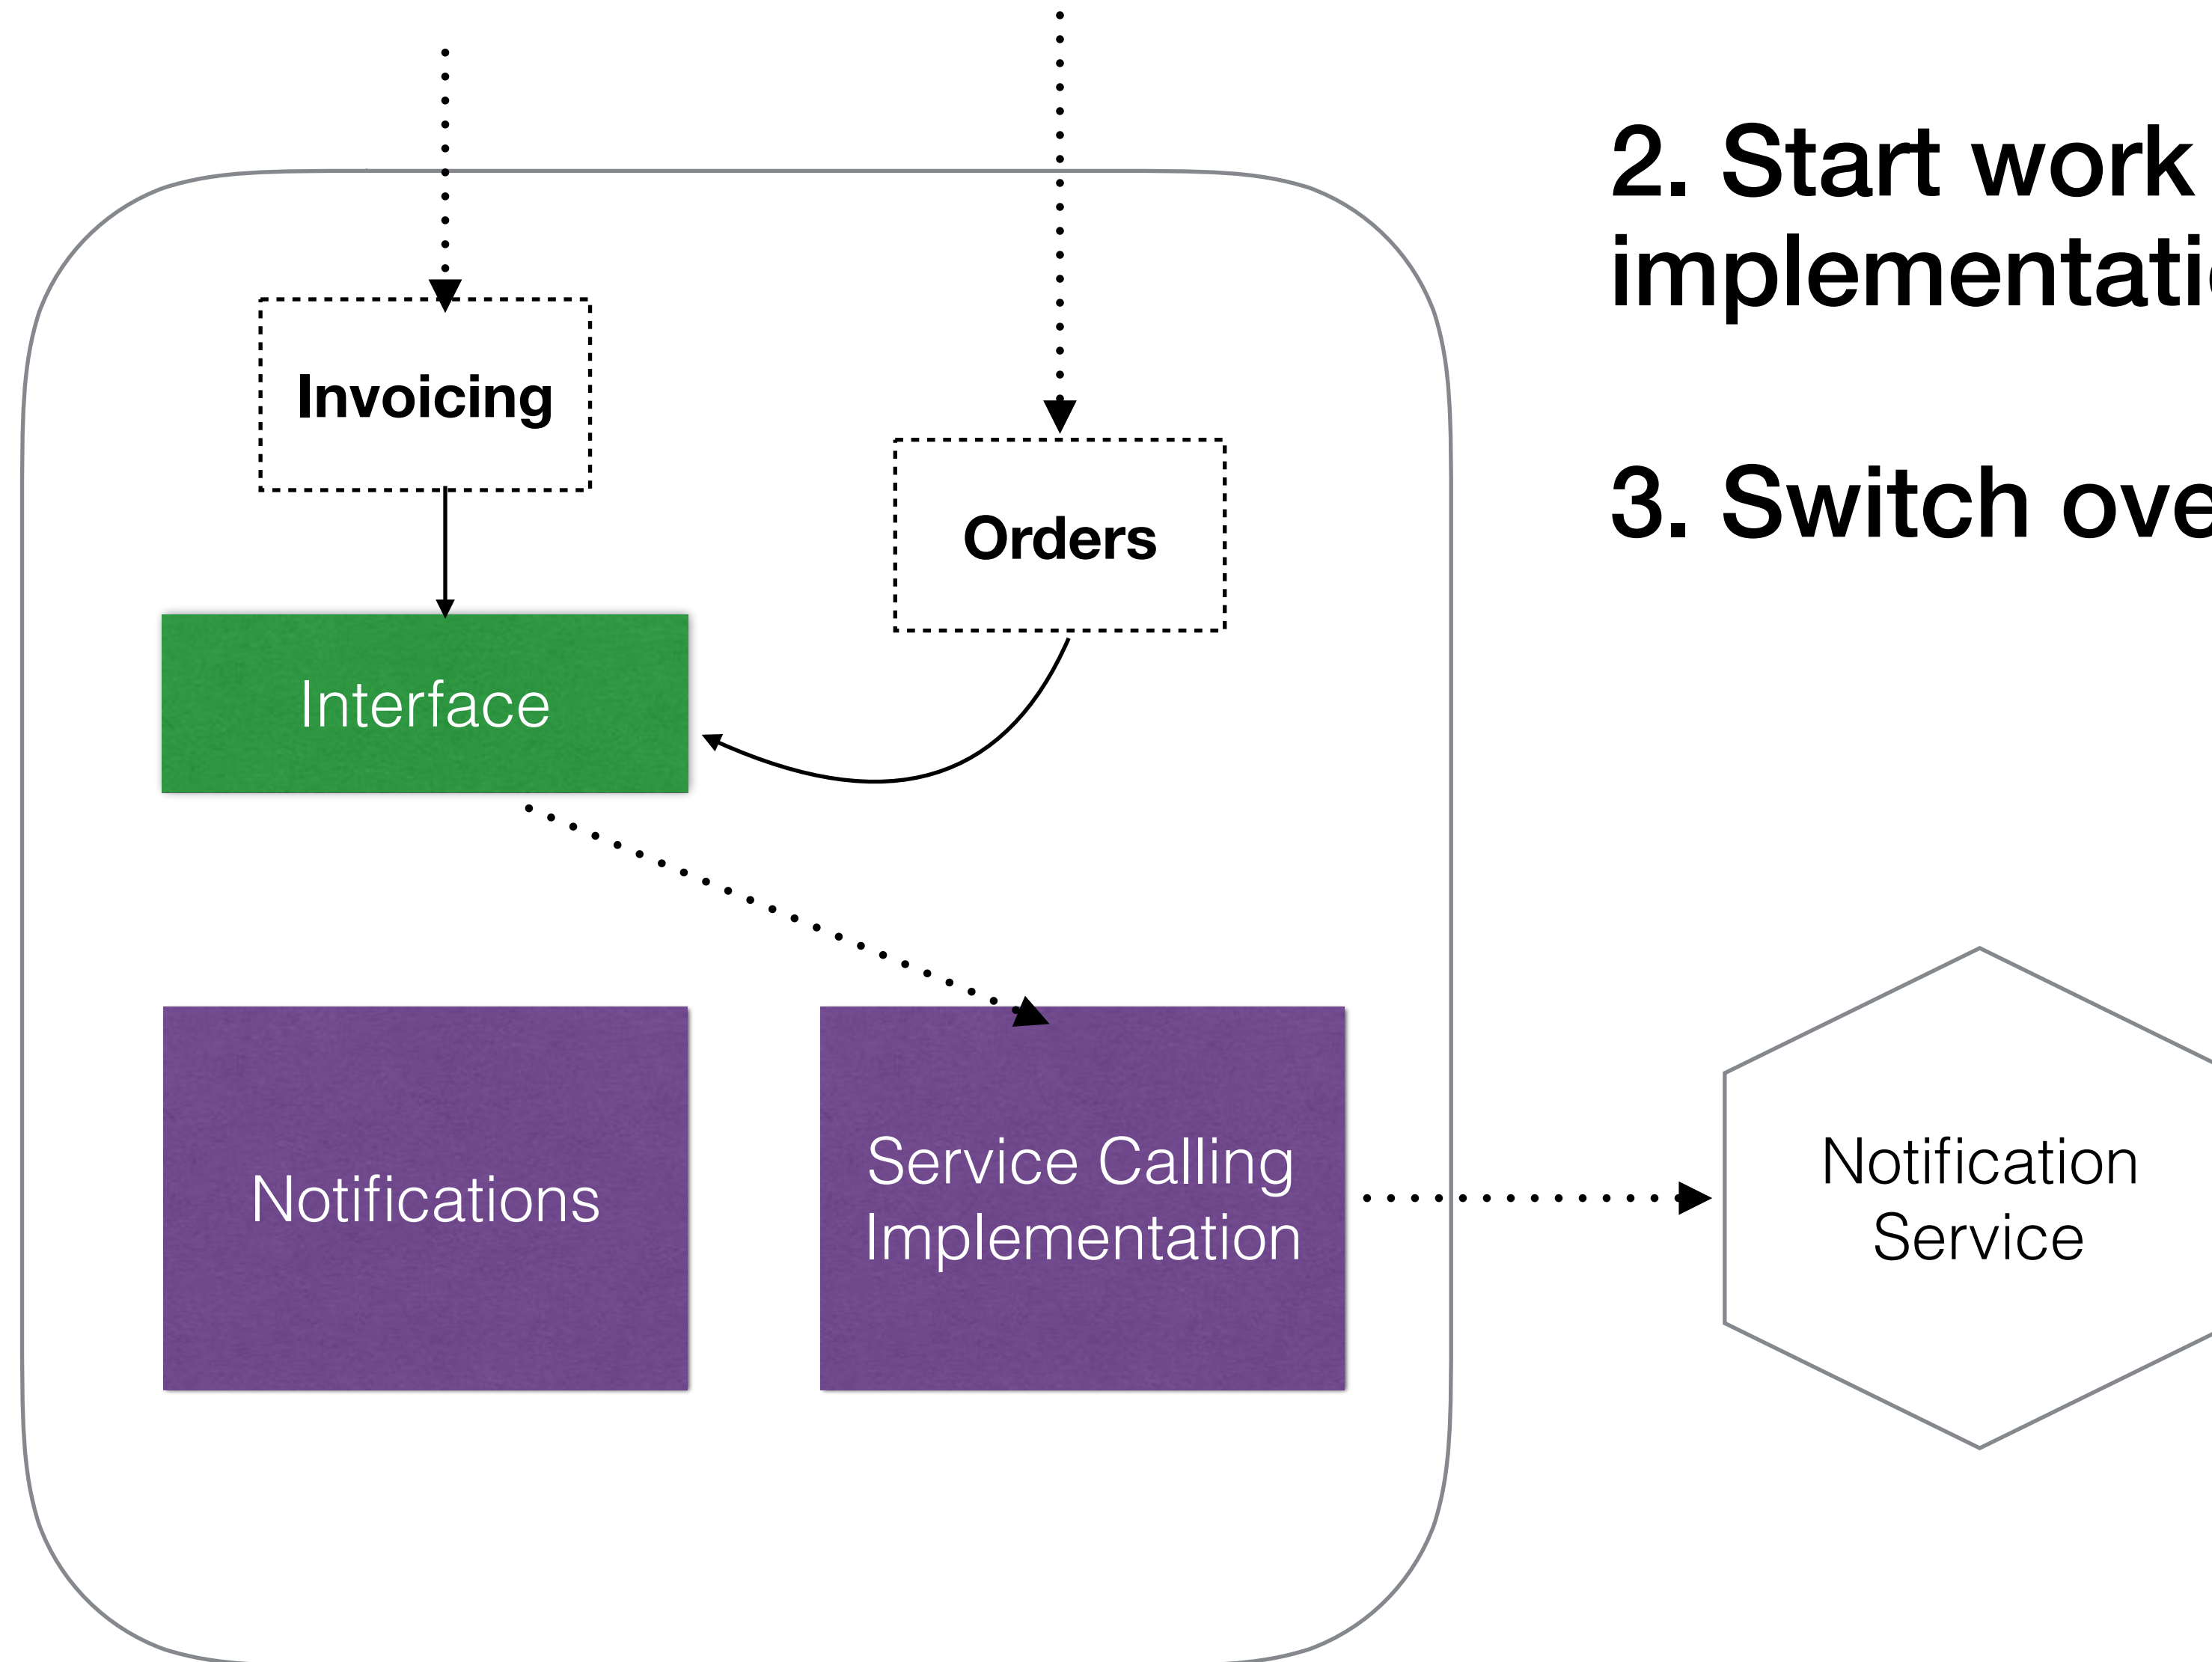 2. Start work
implementati
3. Switch ove
Invoicing
Orders
Interface
Notifications
Service Calling
Implementation
Notification
Service